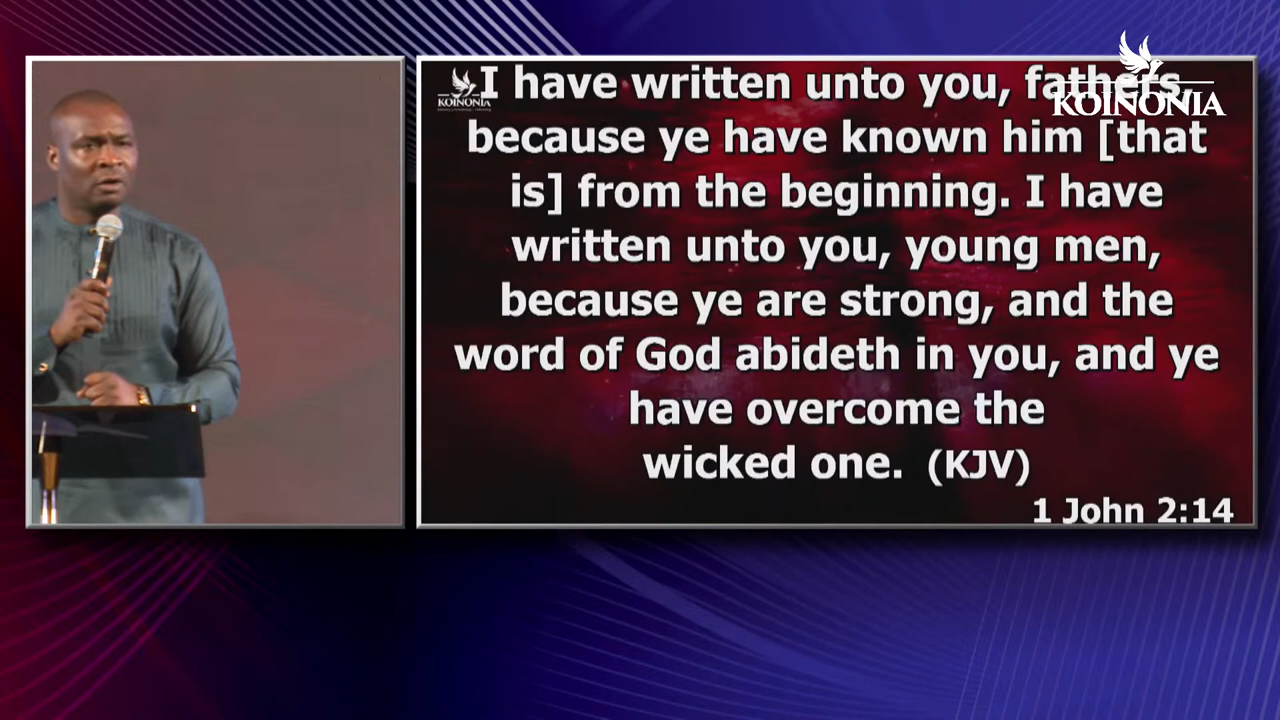 KOINONIA
KOINONIA
I have written unto you, fathers,
because ye have known him [that
is] from the beginning. I have
written unto you, young men,
because ye are strong, and the
word of God abideth in you, and ye
have overcome the
wicked one. (KJV)
1 John 2:14